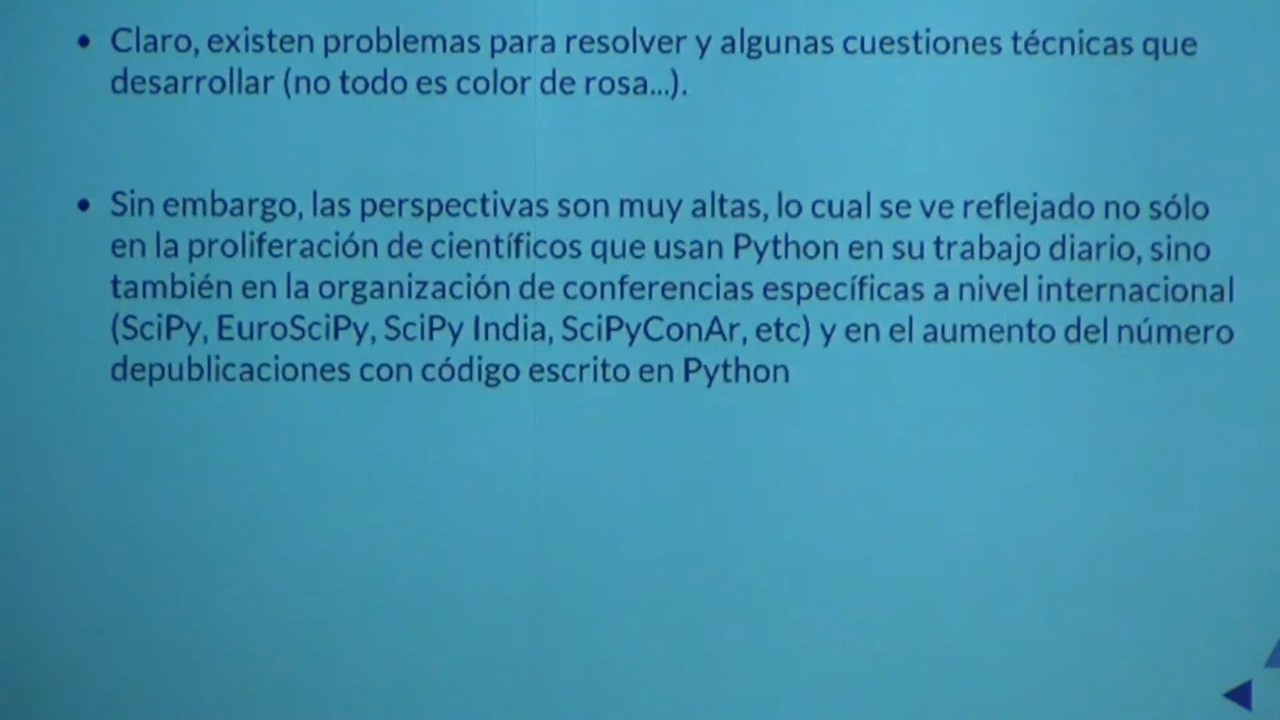 • Claro, existen problemas para resolver y algunas cuestiones técnicas que
desarrollar (no todo es color de rosa...).
• Sin embargo, las perspectivas son muy altas, lo cual se ve reflejado no sólo
en la proliferación de científicos que usan Python en su trabajo diario, sino
también en la organización de conferencias específicas a nivel internacional
(SciPy, EuroSciPy, SciPy India, SciPyConAr, etc) y en el aumento del número
depublicaciones con código escrito en Python